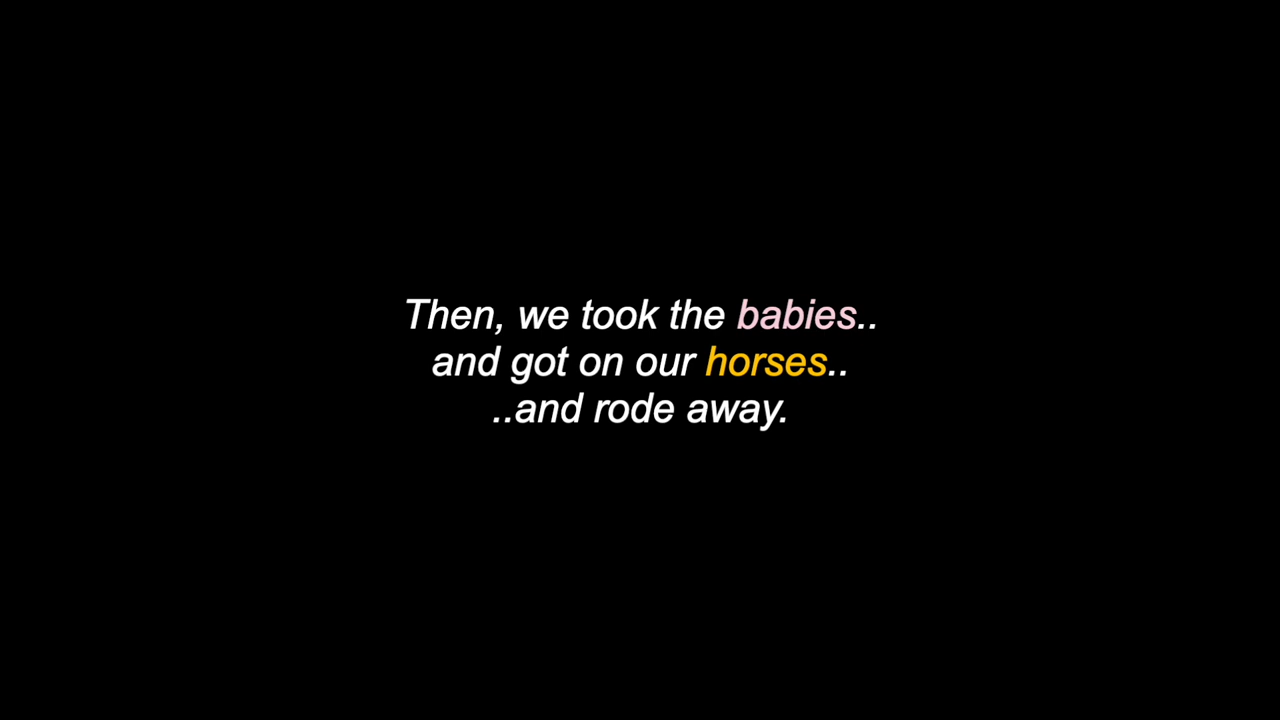 Then, we took the babies..
and got on our horses..
..and rode away.